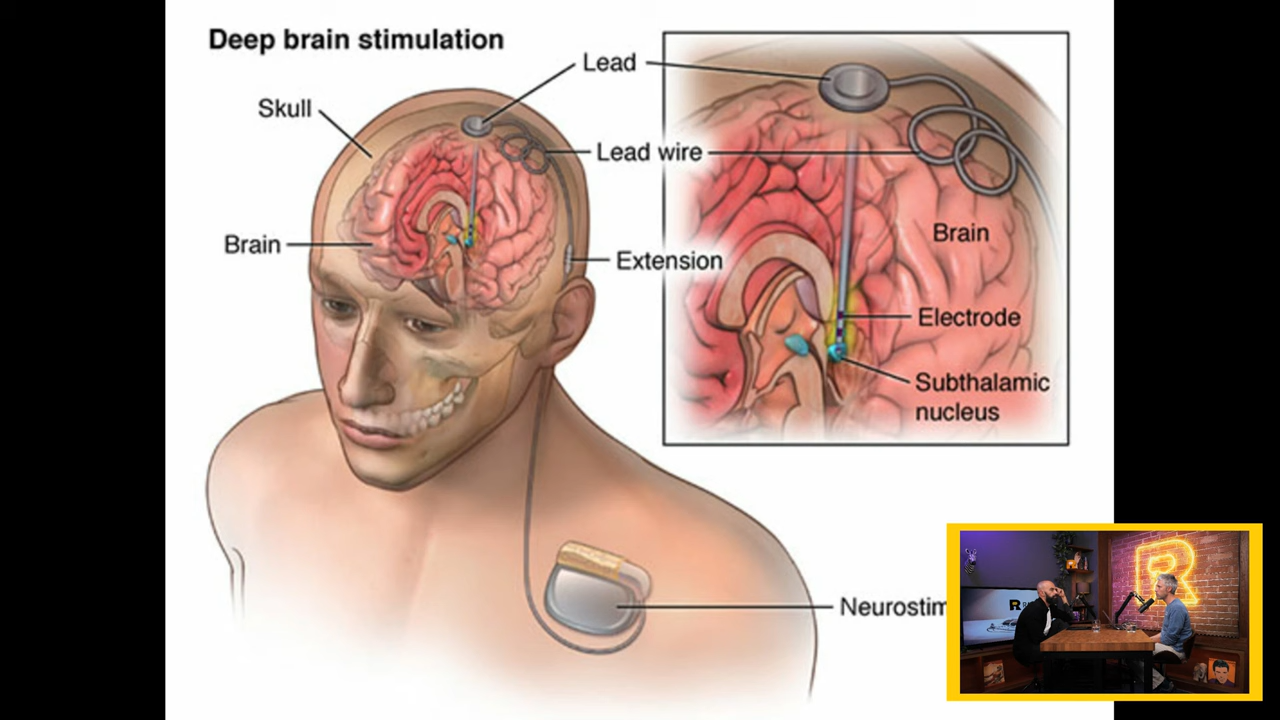 Deep brain stimulation
Lead
Skull
Lead wire
Brain
Extension
Brain
Electrode
Subthalamic
nucleus
Neurostim
R
R